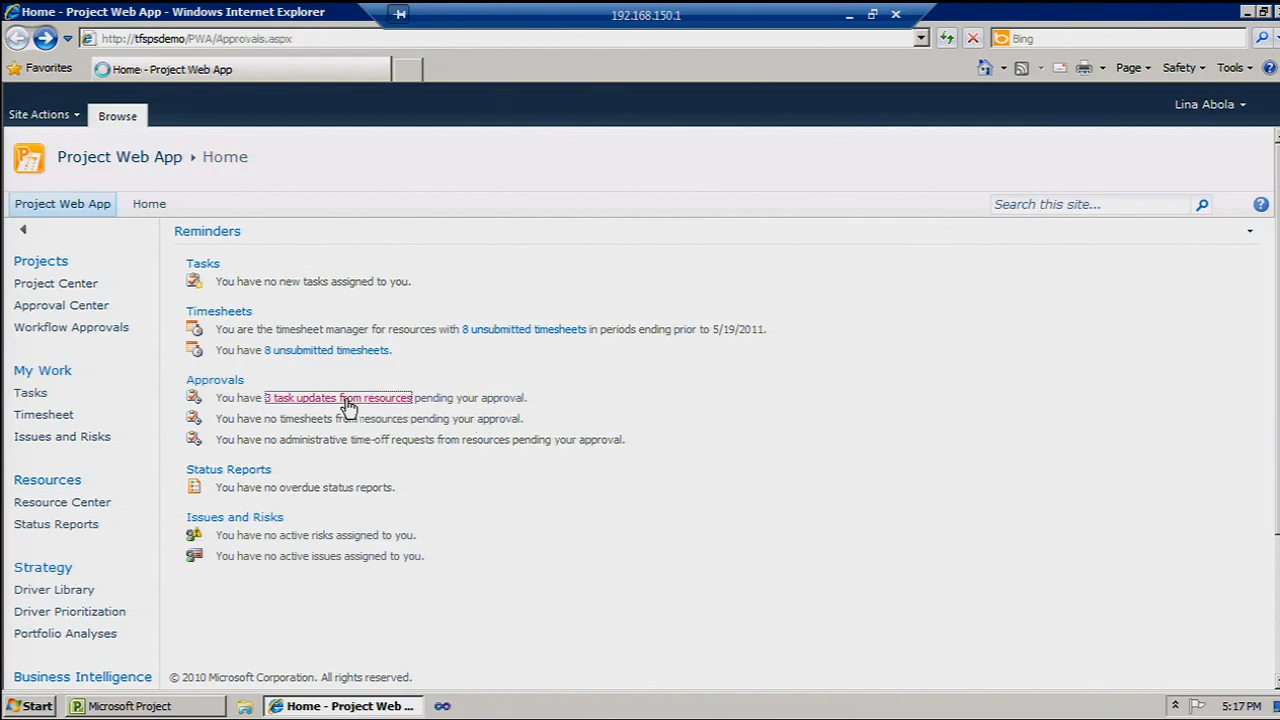 Home - Project Web App - Windows Internet Explorer
192.168.150.1
http://tfspsdemo/PWA/Approvals.aspx
Bing
Favorites
Home - Project Web App
Page
Safety
Tools
Site Actions
Browse
Lina Abola
Project Web App
Home
Project Web App
Home
Search this site...
Reminders
Projects
Project Center
Approval Center
Workflow Approvals
My Work
Tasks
Timesheet
Issues and Risks
Resources
Resource Center
Status Reports
Strategy
Driver Library
Driver Prioritization
Portfolio Analyses
Business Intelligence
Tasks
You have no new tasks assigned to you.
Timesheets
You are the timesheet manager for resources with 8 unsubmitted timesheets in periods ending prior to 5/19/2011.
You have 8 unsubmitted timesheets.
Approvals
You have 3 task updates from resources pending your approval.
You have no timesheets from resources pending your approval.
You have no administrative time-off requests from resources pending your approval.
Status Reports
You have no overdue status reports.
Issues and Risks
You have no active risks assigned to you.
You have no active issues assigned to you.
© 2010 Microsoft Corporation. All rights reserved.
Start
Microsoft Project
Home - Project Web ...
5:17 PM